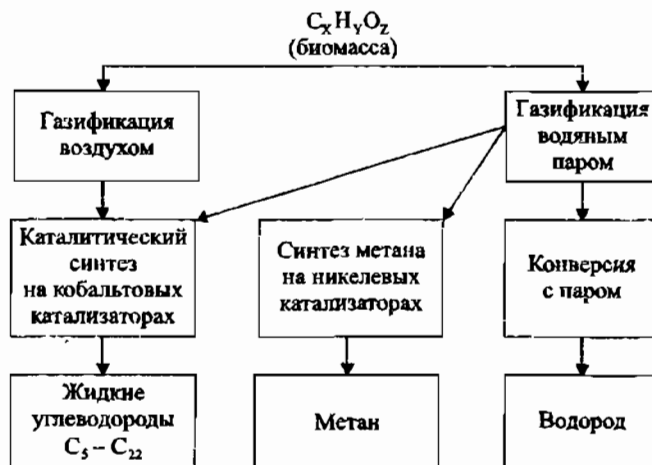 CXHYOZ
(биомасса)
Газификация
воздухом
Газификация
водяным
паром
Каталитический
синтез
на кобальтовых
катализаторах
Синтез метана
на никелевых
катализаторах
Конверсия
с паром
Жидкие
углеводороды
C5 – C22
Метан
Водород